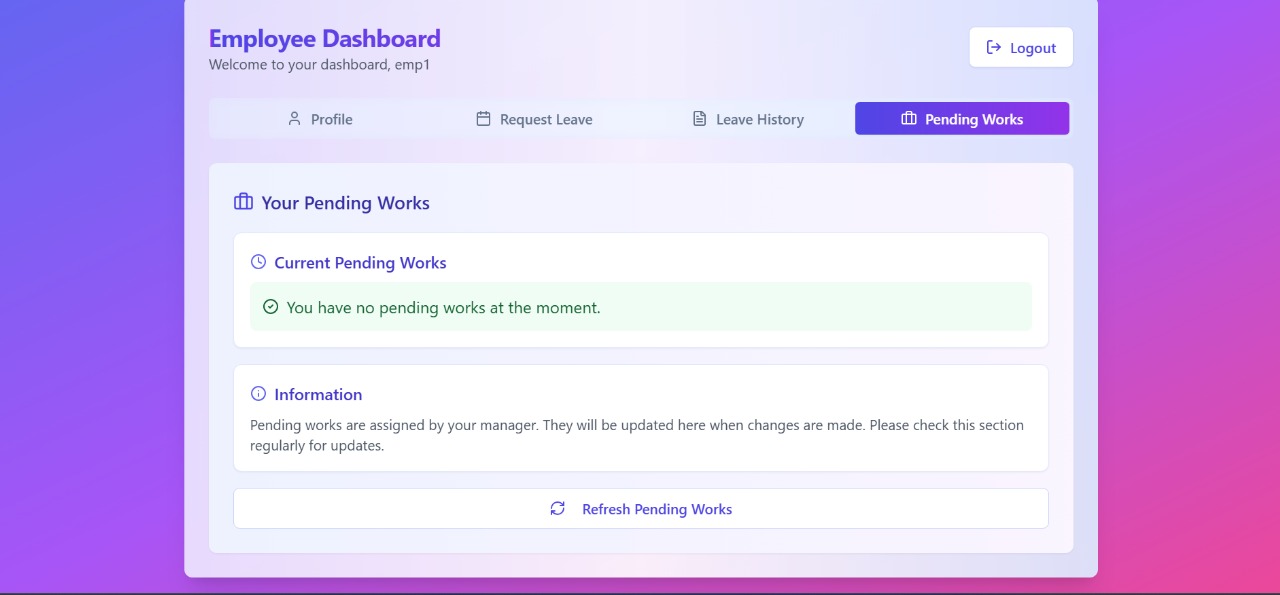 Employee Dashboard
Welcome to your dashboard, emp1
Logout
Profile
Request Leave
Leave History
Pending Works
Your Pending Works
Current Pending Works
You have no pending works at the moment.
Information
Pending works are assigned by your manager. They will be updated here when changes are made. Please check this section
regularly for updates.
Refresh Pending Works